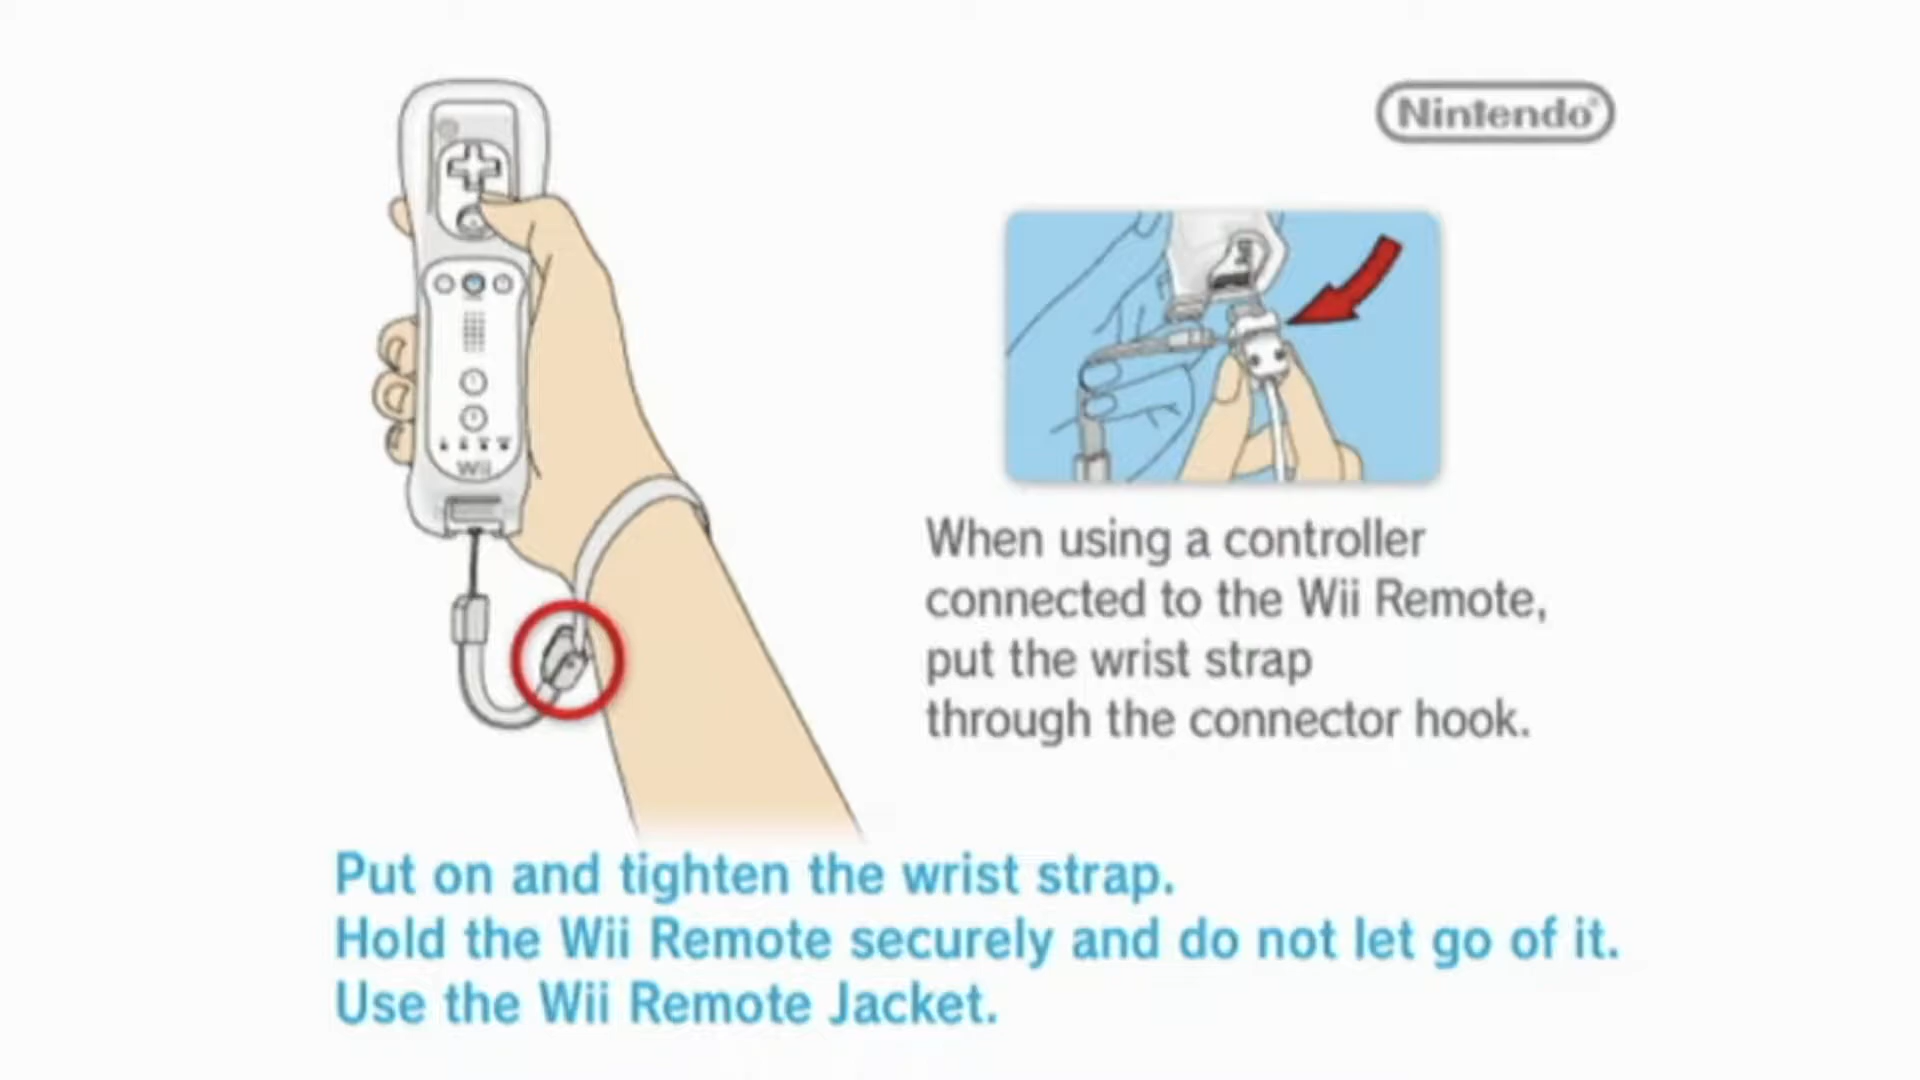 Nintendo®
Wii
When using a controller
connected to the Wii Remote,
put the wrist strap
through the connector hook.
Put on and tighten the wrist strap.
Hold the Wii Remote securely and do not let go of it.
Use the Wii Remote Jacket.